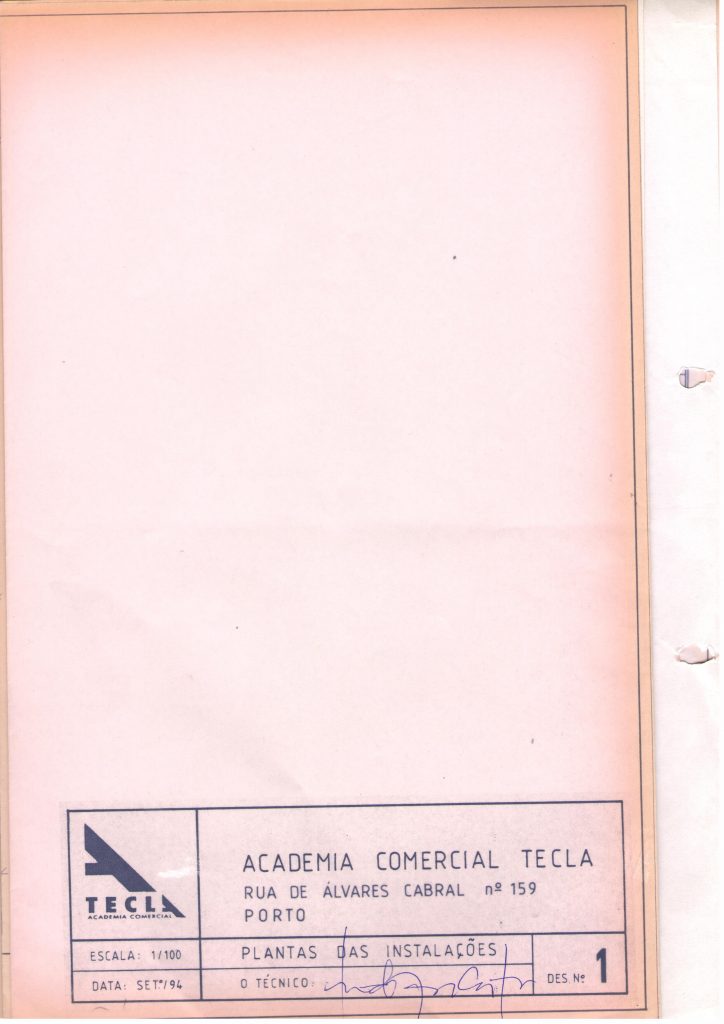 TECLA
ACADEMIA COMERCIAL
ACADEMIA COMERCIAL TECLA
RUA DE ÁLVARES CABRAL nº 159
PORTO
ESCALA: 1/100
PLANTAS DAS INSTALAÇÕES
DATA: SET.º/94
O TÉCNICO:
DES. Nº 1